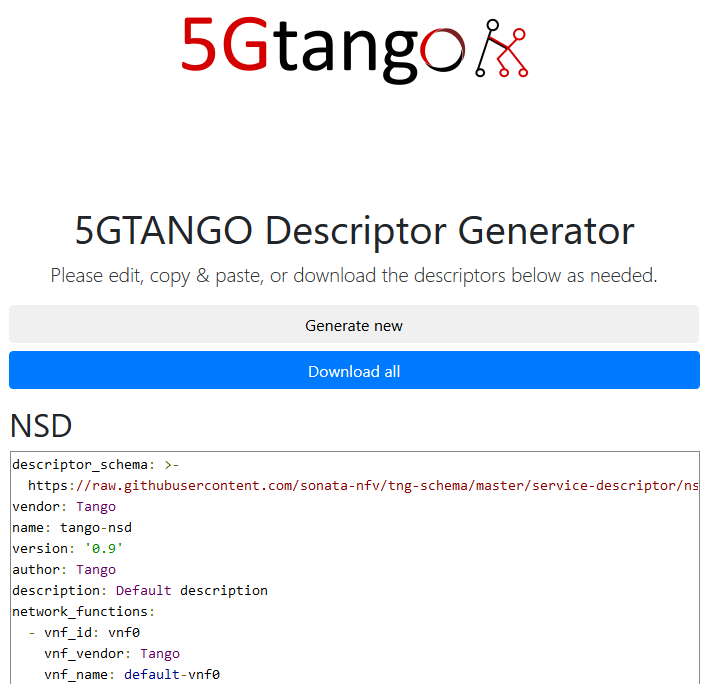 5Gtango
5GTANGO Descriptor Generator
Please edit, copy & paste, or download the descriptors below as needed.
Generate new
Download all
NSD
descriptor_schema: >-
https://raw.githubusercontent.com/sonata-nfv/tng-schema/master/service-descriptor/ns
vendor: Tango
name: tango-nsd
version: '0.9'
author: Tango
description: Default description
network_functions:
- vnf_id: vnf0
vnf_vendor: Tango
vnf_name: default-vnf0